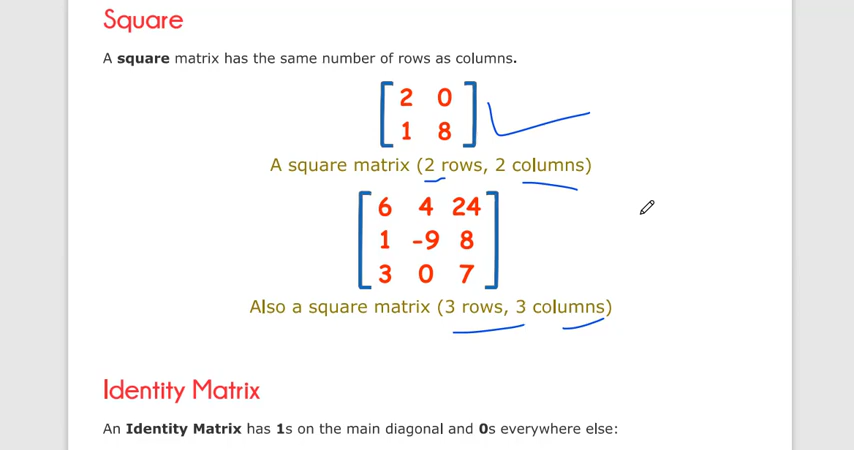 Square
A square matrix has the same number of rows as columns.
2 0
1 8
A square matrix (2 rows, 2 columns)
6 4 24
1 -9 8
3 0 7
Also a square matrix (3 rows, 3 columns)
Identity Matrix
An Identity Matrix has 1s on the main diagonal and 0s everywhere else: